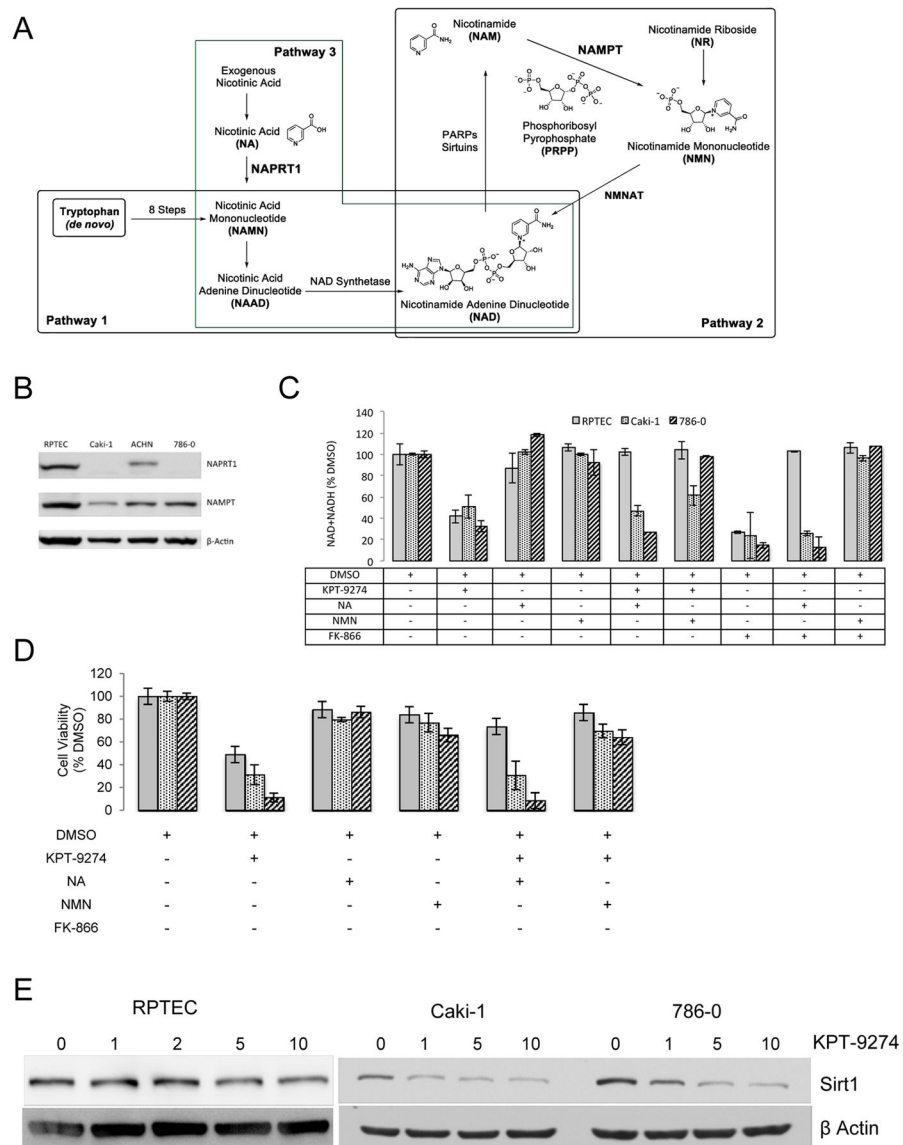 A
Pathway 3
Exogenous
Nicotinic Acid
Nicotinic Acid
(NA)
NAPRT1
Tryptophan
(de novo)
8 Steps
Nicotinic Acid
Mononucleotide
(NAMN)
Nicotinic Acid
Adenine Dinucleotide
(NAAD)
NAD Synthetase
Pathway 1
Nicotinamide
(NAM)
NAMPT
Nicotinamide Riboside
(NR)
PARPs
Sirtuins
Phosphoribosyl
Pyrophosphate
(PRPP)
Nicotinamide Mononucleotide
(NMN)
NMNAT
Nicotinamide Adenine Dinucleotide
(NAD)
Pathway 2
B
RPTEC Caki-1 ACHN 786-0
NAPRT1
NAMPT
β-Actin
C
RPTEC Caki-1 786-0
NAD+NADH (% DMSO)
140
120
100
80
60
40
20
0
DMSO + + + + + + + + +
KPT-9274 - + - - + + - - -
NA - - + - + - - + -
NMN - - - + - + - - +
FK-866 - - - - - - + + +
D
Cell Viability
(% DMSO)
120
100
80
60
40
20
0
DMSO + + + + + +
KPT-9274 - + - - + +
NA - - + - + -
NMN - - - + - +
FK-866 - - - - - -
E
RPTEC Caki-1 786-0
0 1 2 5 10 0 1 5 10 0 1 5 10 KPT-9274
Sirt1
β Actin